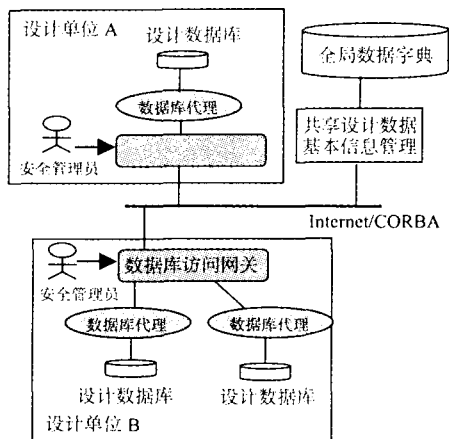 设计单位 A
设计数据库
数据库代理
安全管理员
全局数据字典
共享设计数据
基本信息管理
Internet/CORBA
数据库访问网关
安全管理员
数据库代理
数据库代理
设计数据库
设计数据库
设计单位 B